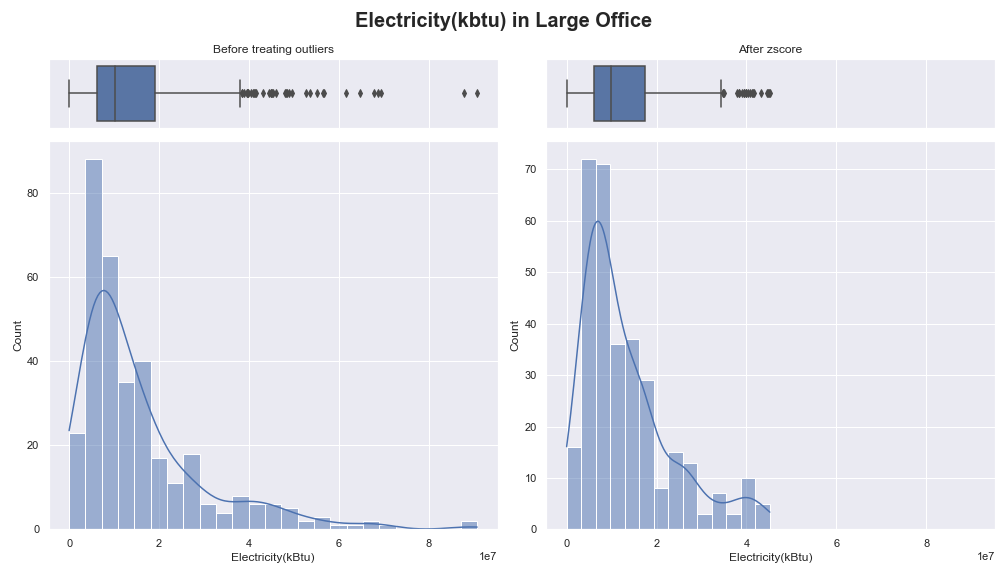 Electricity(kbtu) in Large Office
Before treating outliers
After zscore
80
60
40
20
0
Count
0
2
4
6
8
1e7
Electricity(kBtu)
70
60
50
40
30
20
10
0
Count
0
2
4
6
8
1e7
Electricity(kBtu)